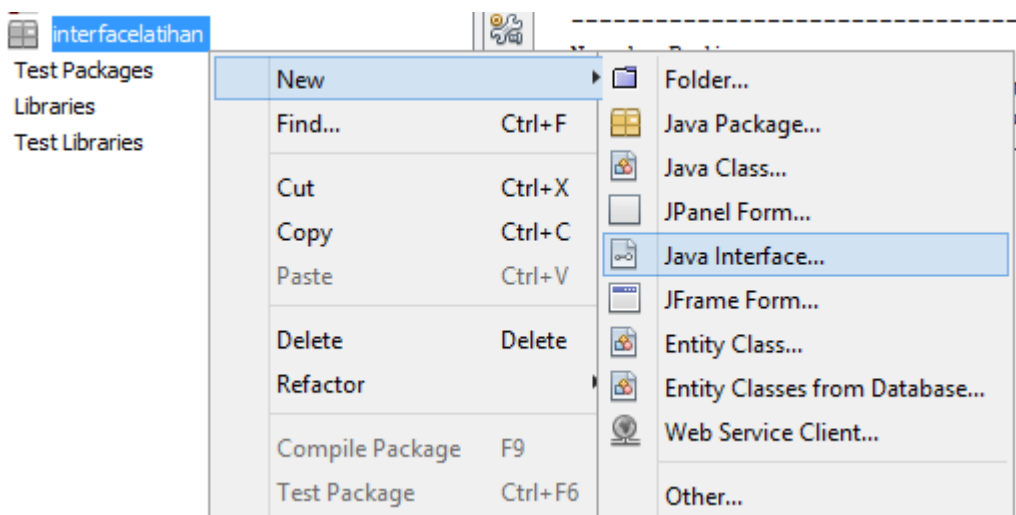 interfacelatihan
Test Packages
Libraries
Test Libraries
New
Find... Ctrl+F
Cut Ctrl+X
Copy Ctrl+C
Paste Ctrl+V
Delete Delete
Refactor
Compile Package F9
Test Package Ctrl+F6
Folder...
Java Package...
Java Class...
JPanel Form...
Java Interface...
JFrame Form...
Entity Class...
Entity Classes from Database...
Web Service Client...
Other...